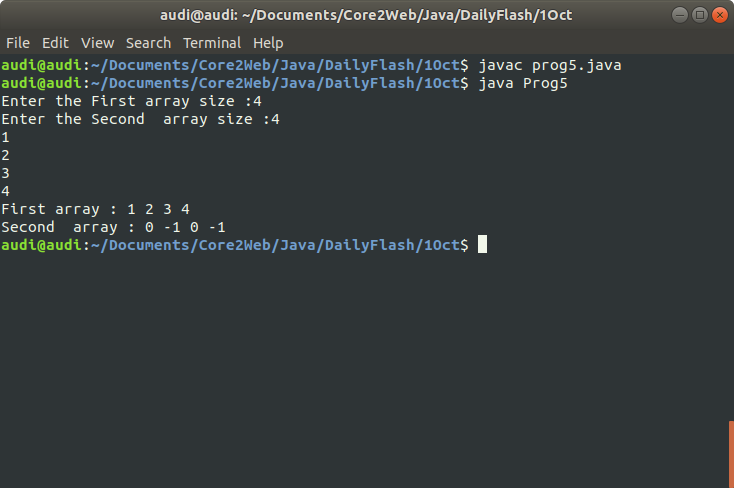 audi@audi: ~/Documents/Core2Web/Java/DailyFlash/1Oct
File Edit View Search Terminal Help
audi@audi:~/Documents/Core2Web/Java/DailyFlash/1Oct$ javac prog5.java
audi@audi:~/Documents/Core2Web/Java/DailyFlash/1Oct$ java Prog5
Enter the First array size :4
Enter the Second  array size :4
1
2
3
4
First array : 1 2 3 4
Second  array : 0 -1 0 -1
audi@audi:~/Documents/Core2Web/Java/DailyFlash/1Oct$